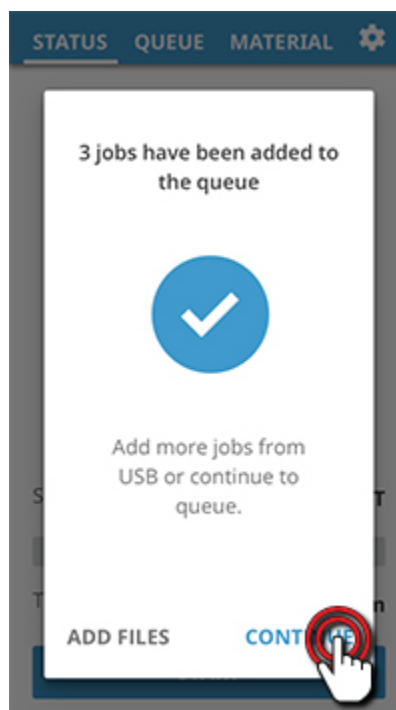 STATUS QUEUE MATERIAL
3 jobs have been added to
the queue
Add more jobs from
USB or continue to
queue.
ADD FILES CONTINUE